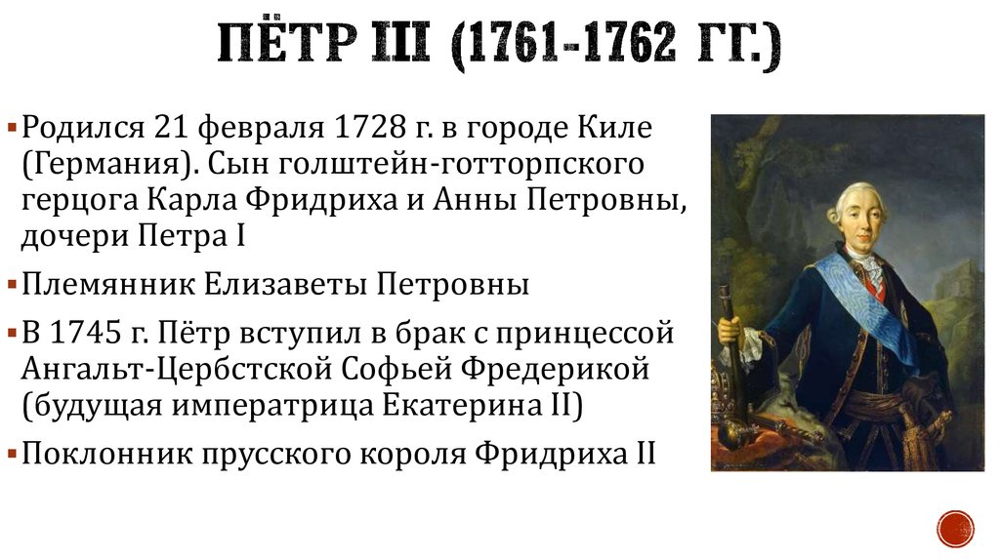 ПЁТР III (1761-1762 ГГ.)
▪Родился 21 февраля 1728 г. в городе Киле
(Германия). Сын голштейн-готторпского
герцога Карла Фридриха и Анны Петровны,
дочери Петра I
▪Племянник Елизаветы Петровны
▪В 1745 г. Пётр вступил в брак с принцессой
Ангальт-Цербстской Софьей Фредерикой
(будущая императрица Екатерина II)
▪Поклонник прусского короля Фридриха II